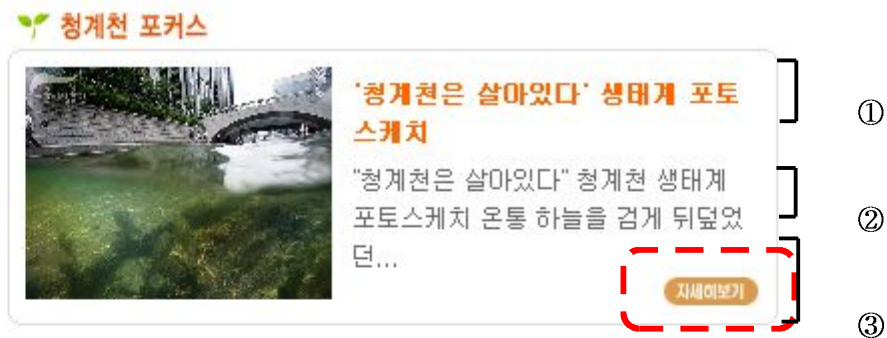 청계천 포커스
'청계천은 살아있다' 생태계 포토
스케치
①
"청계천은 살아있다" 청계천 생태계
포토스케치 온통 하늘을 검게 뒤덮었
던...
②
자세히보기
③